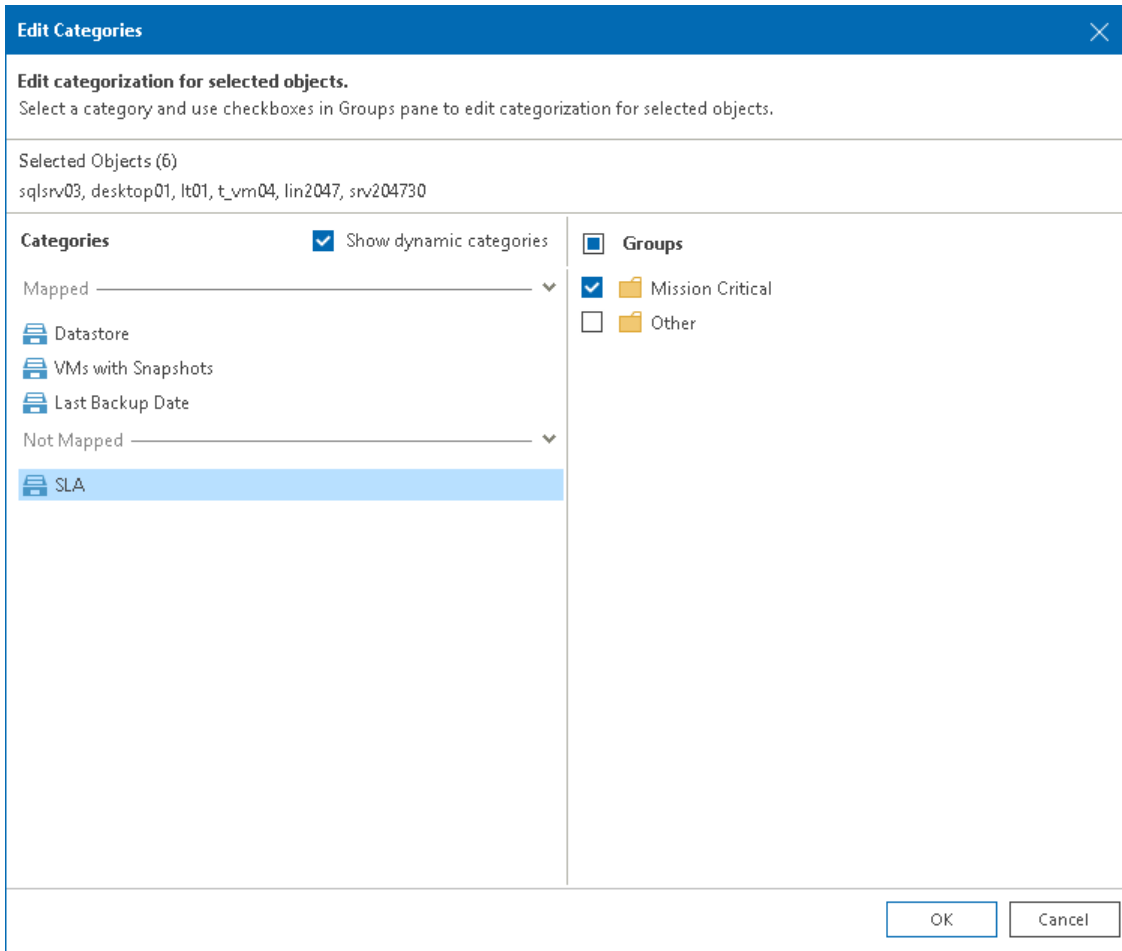 Edit Categories
Edit categorization for selected objects.
Select a category and use checkboxes in Groups pane to edit categorization for selected objects.
Selected Objects (6)
sqlsrv03, desktop01, lt01, t_vm04, lin2047, srv204730
Categories
Show dynamic categories
Mapped
Datastore
VMs with Snapshots
Last Backup Date
Not Mapped
SLA
Groups
Mission Critical
Other
OK
Cancel